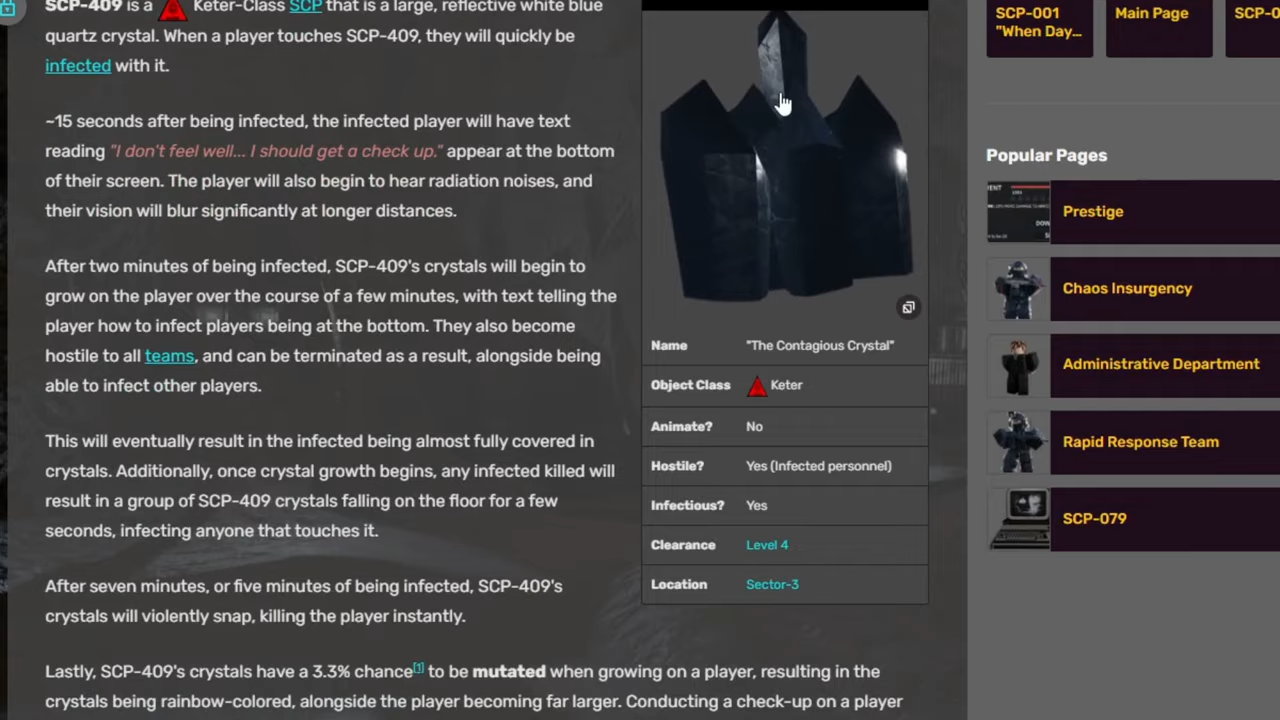 SCP-409 is a Keter-Class SCP that is a large, reflective white blue
quartz crystal. When a player touches SCP-409, they will quickly be
infected with it.
~15 seconds after being infected, the infected player will have text
reading "I don't feel well... I should get a check up." appear at the bottom
of their screen. The player will also begin to hear radiation noises, and
their vision will blur significantly at longer distances.
After two minutes of being infected, SCP-409's crystals will begin to
grow on the player over the course of a few minutes, with text telling the
player how to infect players being at the bottom. They also become
hostile to all teams, and can be terminated as a result, alongside being
able to infect other players.
This will eventually result in the infected being almost fully covered in
crystals. Additionally, once crystal growth begins, any infected killed will
result in a group of SCP-409 crystals falling on the floor for a few
seconds, infecting anyone that touches it.
After seven minutes, or five minutes of being infected, SCP-409's
crystals will violently snap, killing the player instantly.
Lastly, SCP-409's crystals have a 3.3% chance[1] to be mutated when growing on a player, resulting in the
crystals being rainbow-colored, alongside the player becoming far larger. Conducting a check-up on a player
Name "The Contagious Crystal"
Object Class Keter
Animate? No
Hostile? Yes (Infected personnel)
Infectious? Yes
Clearance Level 4
Location Sector-3
SCP-001
"When Day...
Main Page
SCP-0
Popular Pages
Prestige
Chaos Insurgency
Administrative Department
Rapid Response Team
SCP-079